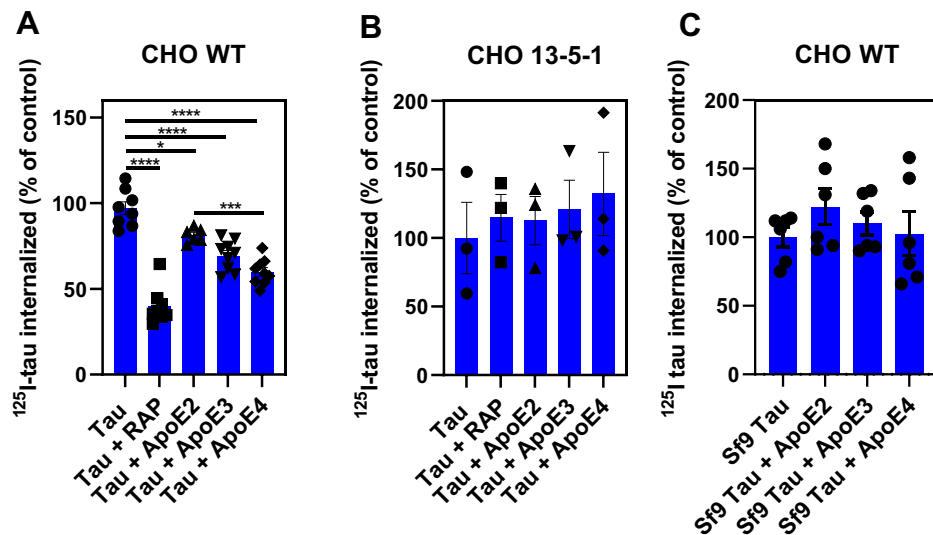 A
CHO WT
¹²⁵I-tau internalized (% of control)
150
100
50
0
****
****
*
****
***
Tau
Tau + RAP
Tau + ApoE2
Tau + ApoE3
Tau + ApoE4
B
CHO 13-5-1
¹²⁵I-tau internalized (% of control)
200
150
100
50
0
Tau
Tau + RAP
Tau + ApoE2
Tau + ApoE3
Tau + ApoE4
C
CHO WT
¹²⁵I tau internalized (% of control)
200
150
100
50
0
Sf9 Tau
Sf9 Tau + ApoE2
Sf9 Tau + ApoE3
Sf9 Tau + ApoE4